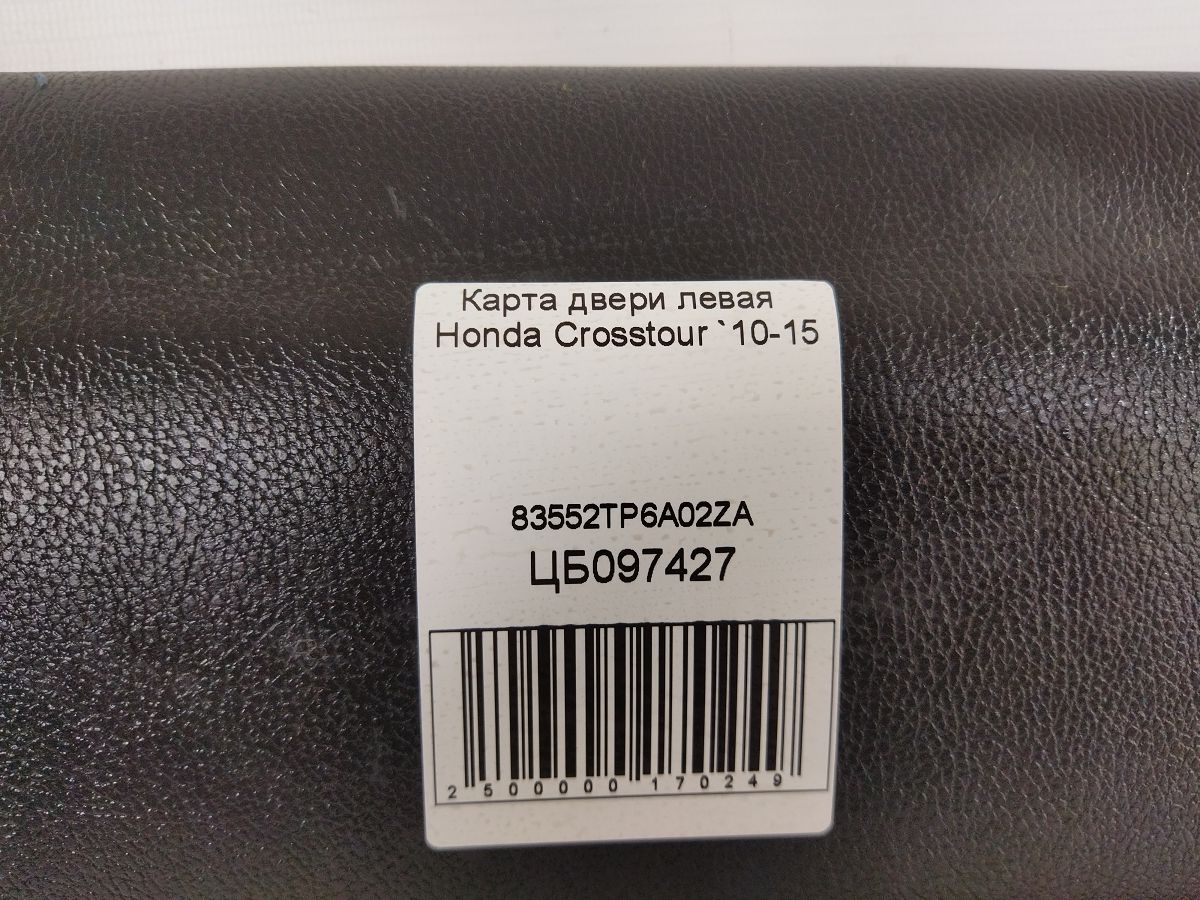 Карта двери левая
Honda Crosstour `10-15
83552TP6A02ZA
ЦБ097427
2 500000 170249